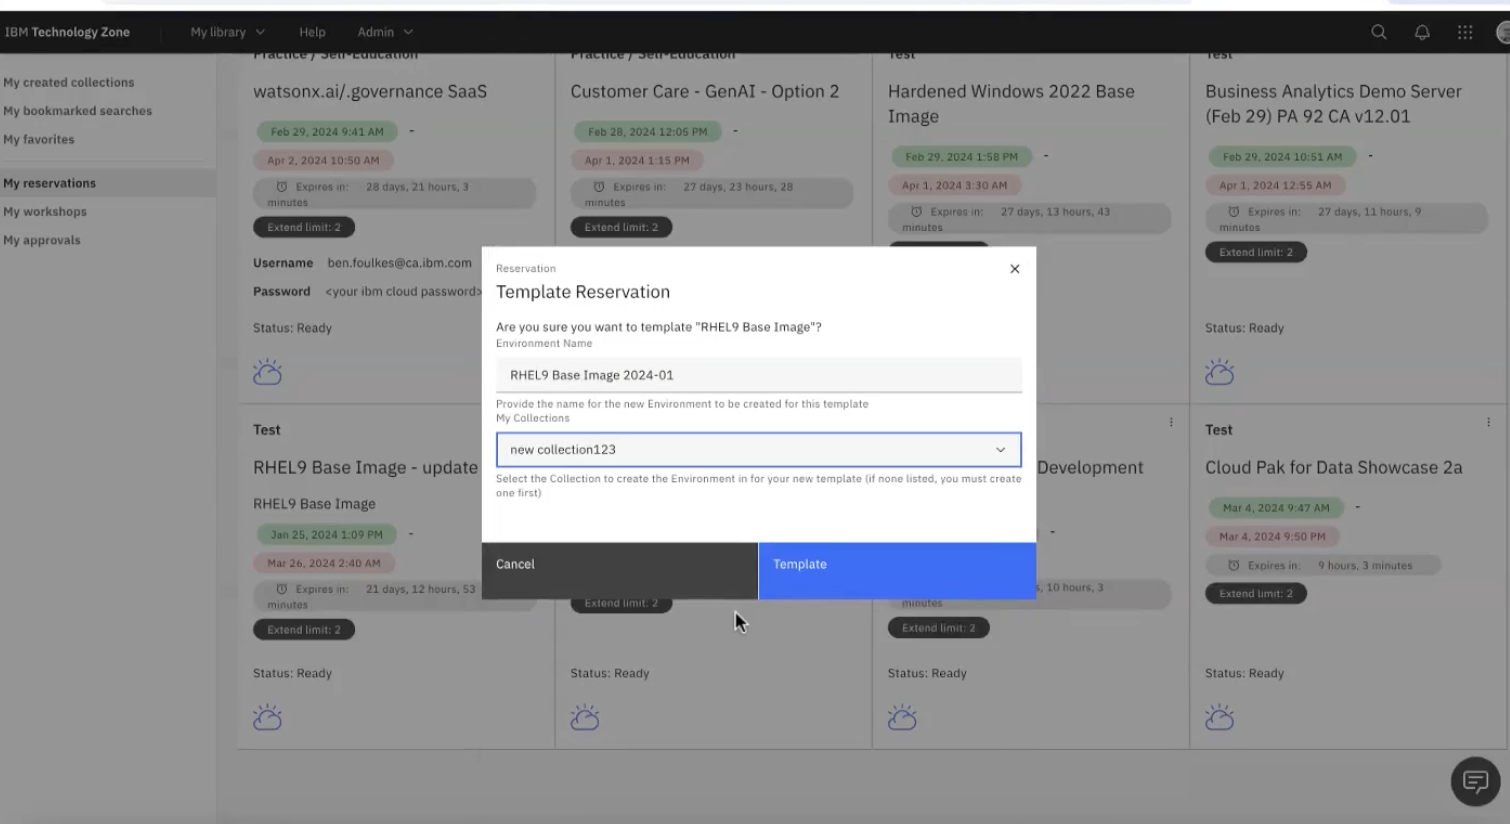 IBM Technology Zone
My library
Help
Admin
My created collections
My bookmarked searches
My favorites
My reservations
My workshops
My approvals
Practice / Self-Education
watsonx.ai/.governance SaaS
Feb 29, 2024 9:41 AM -
Apr 2, 2024 10:50 AM
Expires in: 28 days, 21 hours, 3
minutes
Extend limit: 2
Username ben.foulkes@ca.ibm.com
Password <your ibm cloud password>
Status: Ready
Practice / Self-Education
Customer Care - GenAI - Option 2
Feb 28, 2024 12:05 PM -
Apr 1, 2024 1:15 PM
Expires in: 27 days, 23 hours, 28
minutes
Extend limit: 2
Test
Hardened Windows 2022 Base
Image
Feb 29, 2024 1:58 PM -
Apr 1, 2024 3:30 AM
Expires in: 27 days, 13 hours, 43
minutes
Test
Business Analytics Demo Server
(Feb 29) PA 92 CA v12.01
Feb 29, 2024 10:51 AM -
Apr 1, 2024 12:55 AM
Expires in: 27 days, 11 hours, 9
minutes
Extend limit: 2
Status: Ready
Reservation
Template Reservation
Are you sure you want to template "RHEL9 Base Image"?
Environment Name
RHEL9 Base Image 2024-01
Provide the name for the new Environment to be created for this template
My Collections
new collection123
Select the Collection to create the Environment in for your new template (if none listed, you must create
one first)
Cancel
Template
Test
RHEL9 Base Image - update
RHEL9 Base Image
Jan 25, 2024 1:09 PM -
Mar 26, 2024 2:40 AM
Expires in: 21 days, 12 hours, 53
minutes
Extend limit: 2
Status: Ready
Extend limit: 2
Status: Ready
Development
-
, 10 hours, 3
minutes
Extend limit: 2
Status: Ready
Test
Cloud Pak for Data Showcase 2a
Mar 4, 2024 9:47 AM -
Mar 4, 2024 9:50 PM
Expires in: 9 hours, 3 minutes
Extend limit: 2
Status: Ready